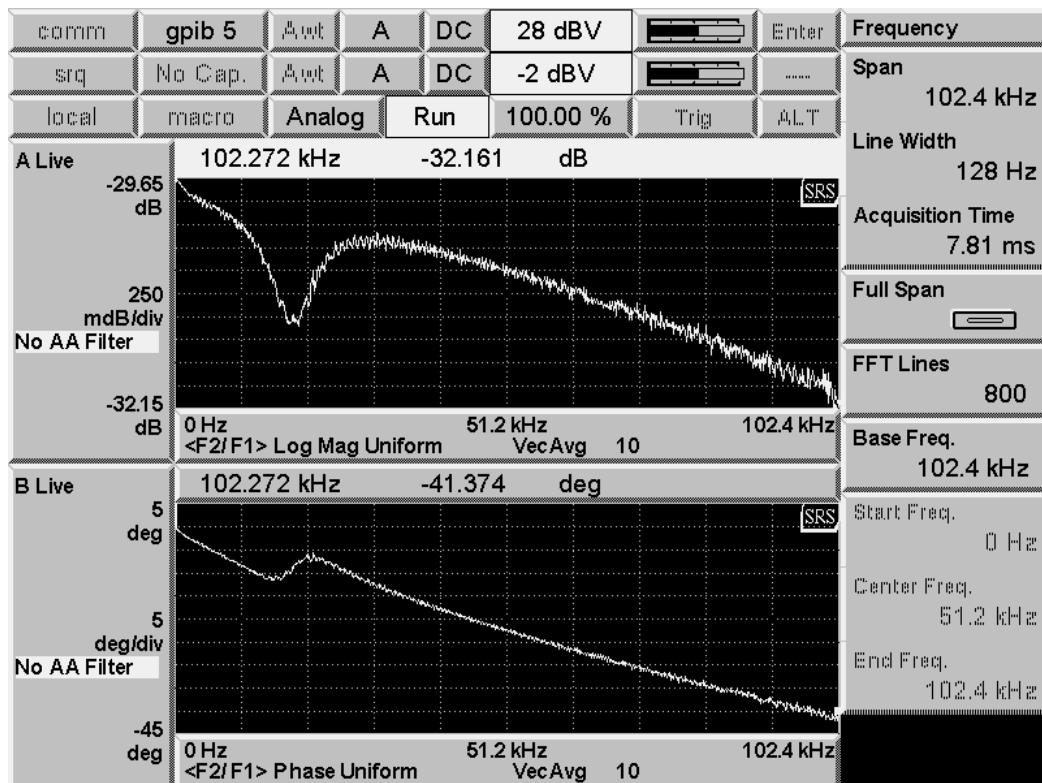 comm gpib 5 Awt A DC 28 dBV Enter
srq No Cap. Awt A DC -2 dBV
local macro Analog Run 100.00 % Trig ALT
A Live
102.272 kHz -32.161 dB
-29.65
dB
SRS
250
mdB/div
No AA Filter
-32.15
dB
0 Hz 51.2 kHz 102.4 kHz
<F2/F1> Log Mag Uniform VecAvg 10
B Live
102.272 kHz -41.374 deg
5
deg
SRS
5
deg/div
No AA Filter
-45
deg
0 Hz 51.2 kHz 102.4 kHz
<F2/F1> Phase Uniform VecAvg 10
Frequency
Span
102.4 kHz
Line Width
128 Hz
Acquisition Time
7.81 ms
Full Span
FFT Lines
800
Base Freq.
102.4 kHz
Start Freq.
0 Hz
Center Freq.
51.2 kHz
End Freq.
102.4 kHz